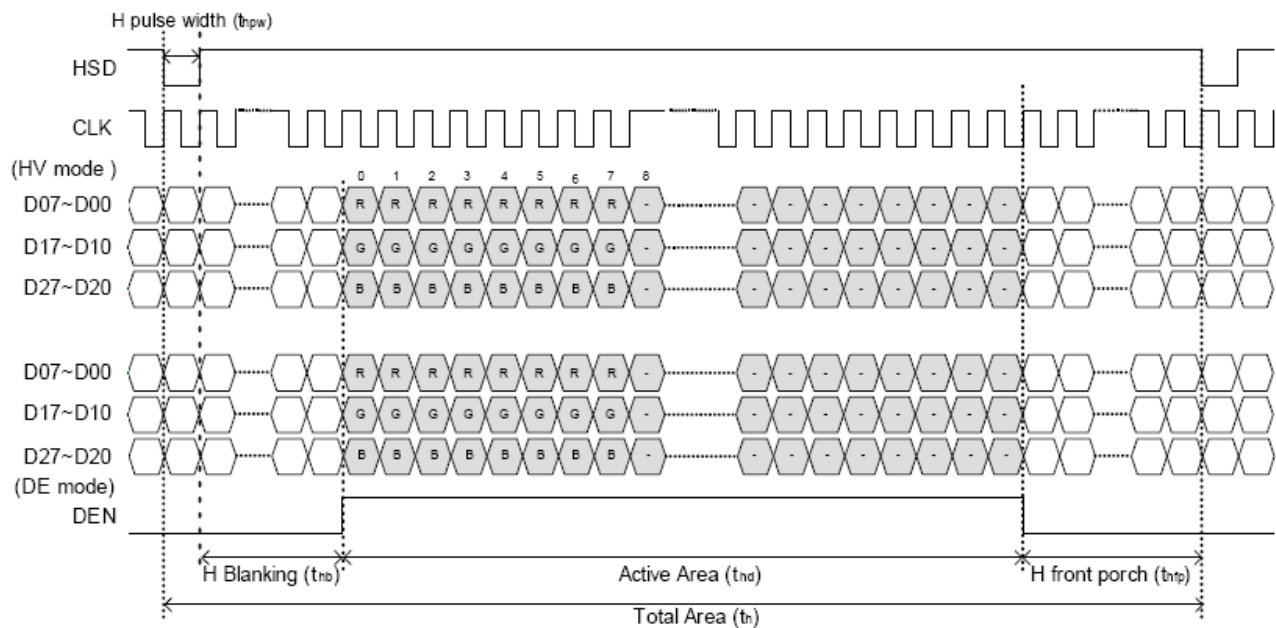 H pulse width (thpw)
HSD
CLK
(HV mode )
0 1 2 3 4 5 6 7 8
D07~D00 R R R R R R R R - - - - - - - - -
D17~D10 G G G G G G G G - - - - - - - - -
D27~D20 B B B B B B B B - - - - - - - - -
D07~D00 R R R R R R R R - - - - - - - - -
D17~D10 G G G G G G G G - - - - - - - - -
D27~D20 B B B B B B B B - - - - - - - - -
(DE mode)
DEN
H Blanking (thb) Active Area (thd) H front porch (thfp)
Total Area (th)